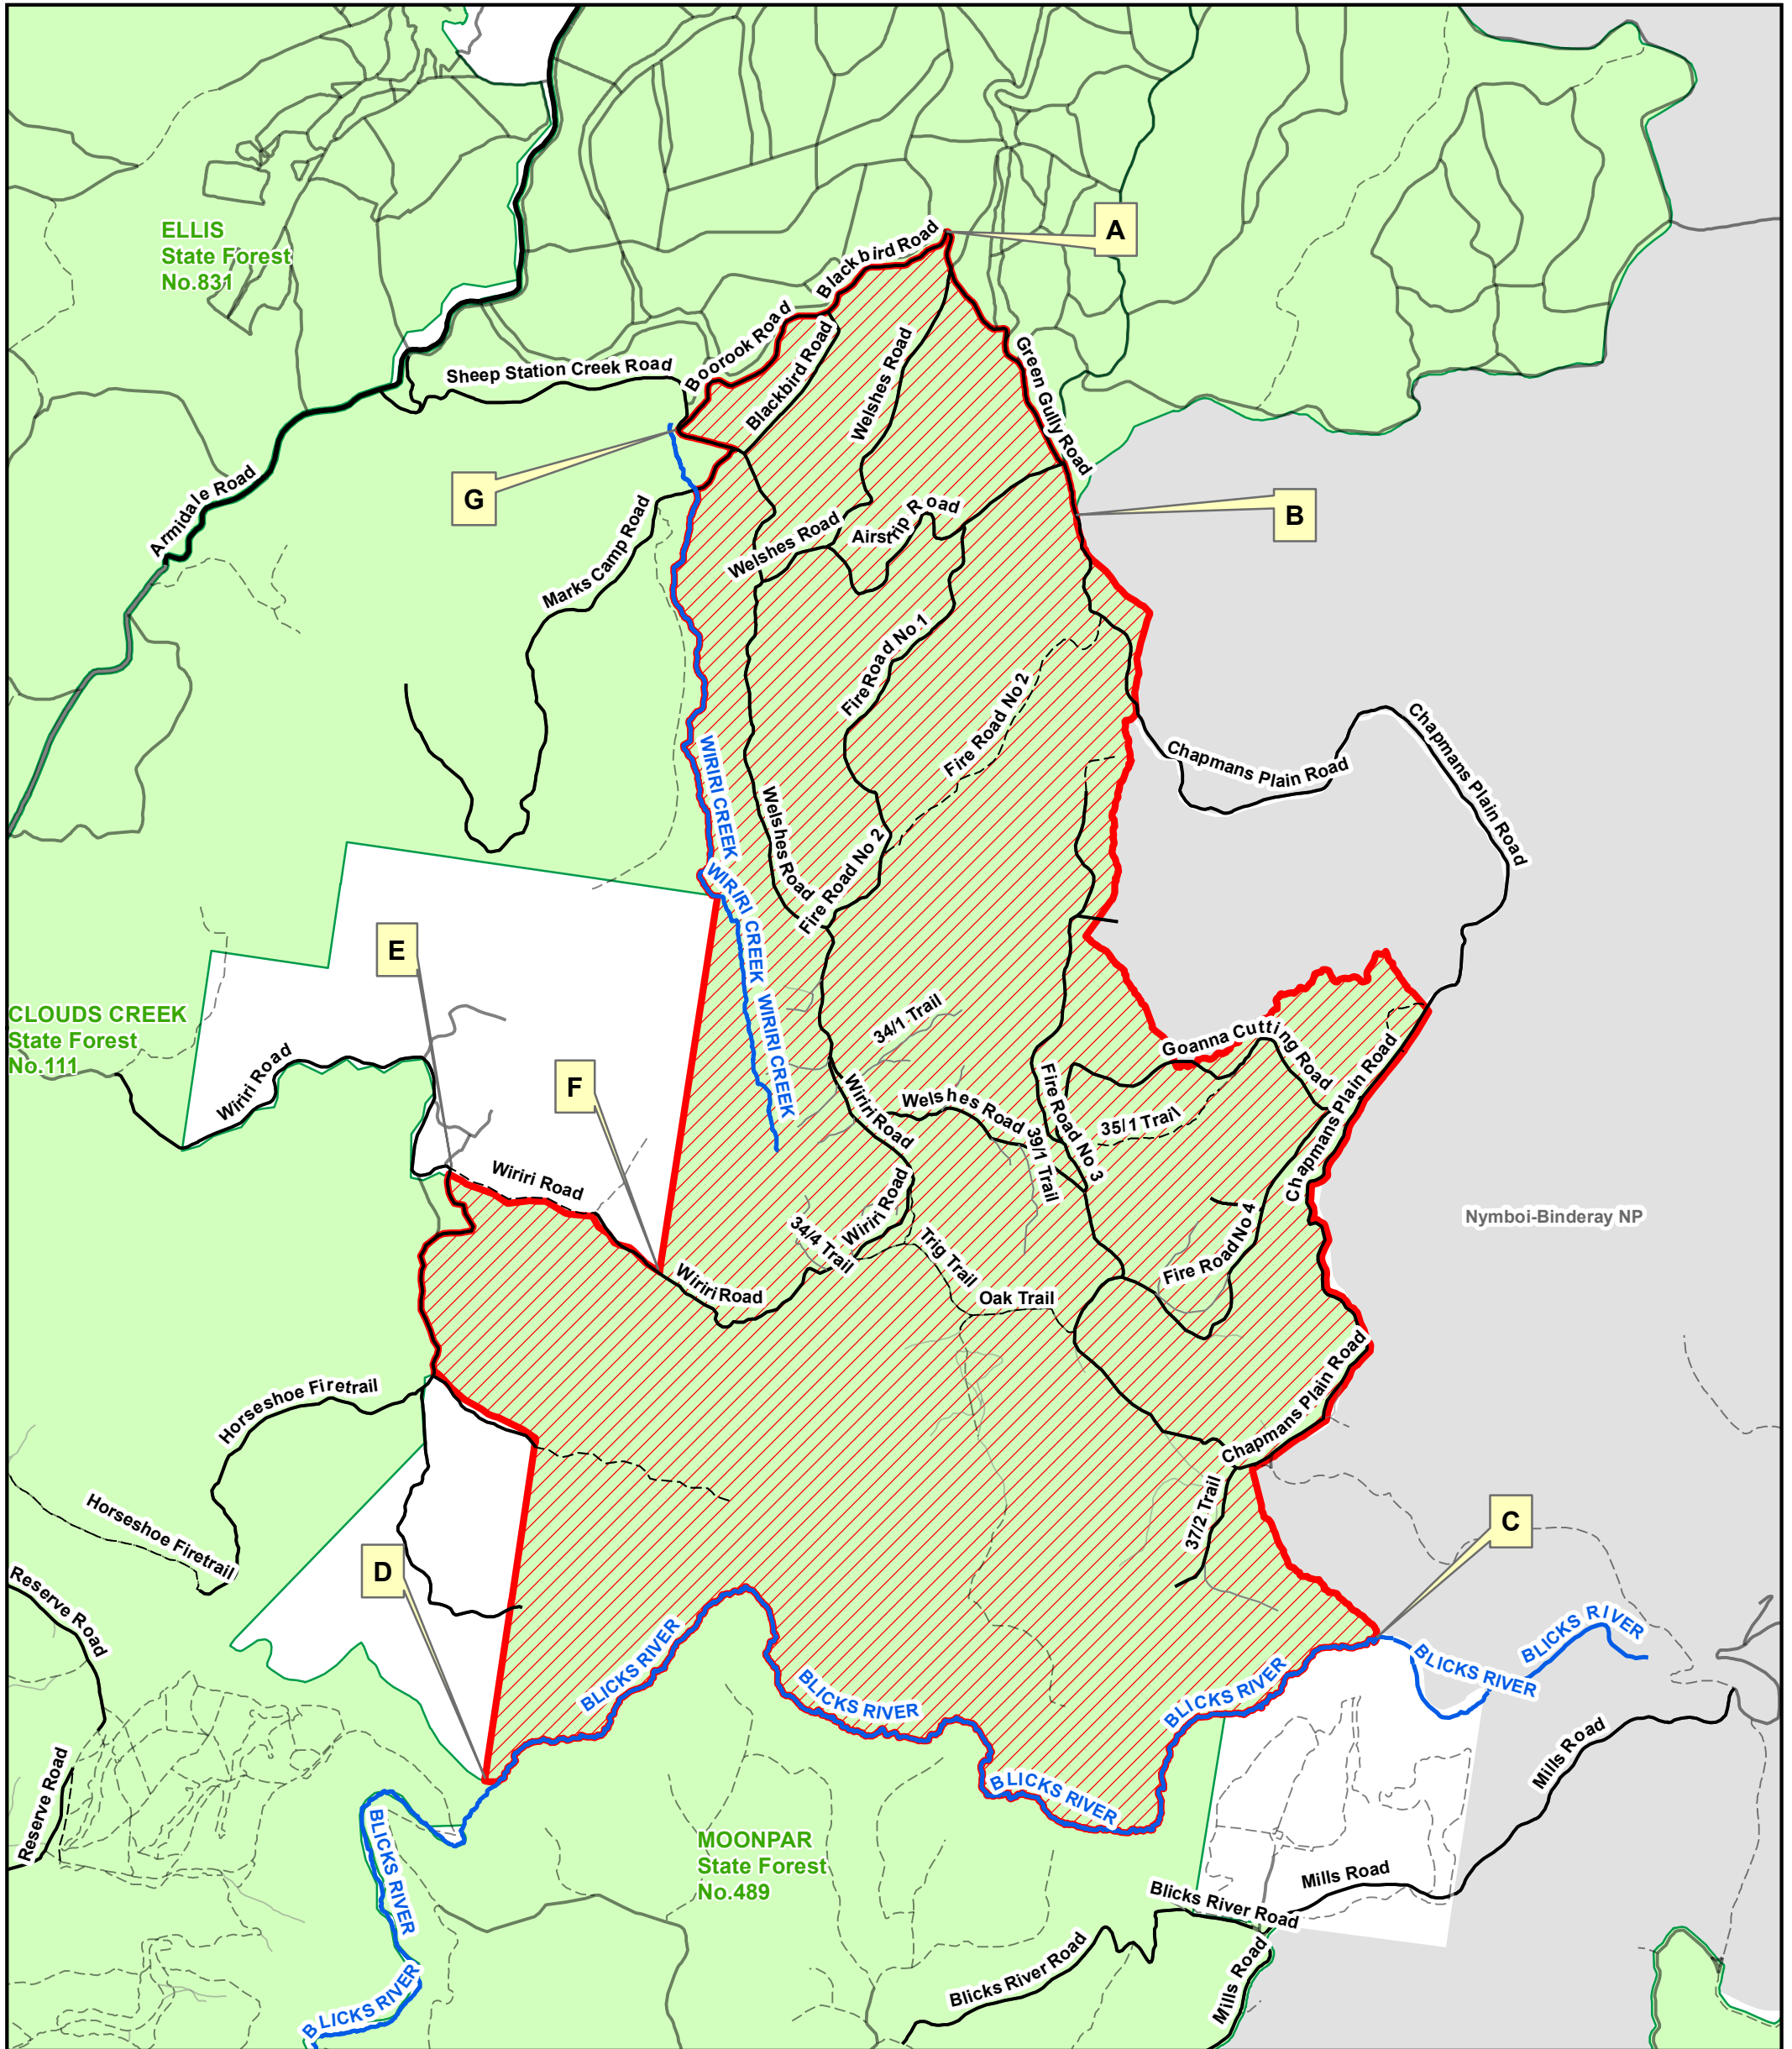 ELLIS
State Forest
No.831
A
Blackbird Road
Boorook Road
Blackbird Road
Welshes Road
Sheep Station Creek Road
Green Gully Road
G
B
Armidale Road
Marks Camp Road
Welshes Road
Airstrip Road
FireRoad No 1
Fire Road No 2
Chapmans Plain Road
Chapmans Plain Road
WIRIRI CREEK
Welshes Road
Fire Road No 2
WIRIRI CREEK
E
WIRIRI CREEK
34/1 Trail
CLOUDS CREEK
State Forest
No.111
Wiriri Road
F
Goanna Cutting Road
Chapmans Plain Road
Wiriri Road
Welshes Road
39/1 Trail
Fire Road No 3
35/1 Trail
Wiriri Road
34/4 Trail
Wiriri Road
Wiriri Road
Trig Trail
Oak Trail
Fire Road No 4
Nymboi-Binderay NP
Horseshoe Firetrail
Chapmans Plain Road
Horseshoe Firetrail
37/2 Trail
C
D
Reserve Road
BLICKS RIVER
BLICKS RIVER
BLICKS RIVER
BLICKS RIVER
BLICKS RIVER
BLICKS RIVER
Mills Road
Reserve Road
BLICKS RIVER
MOONPAR
State Forest
No.489
Mills Road
Blicks River Road
Blicks River Road
Mills Road
BLICKS RIVER